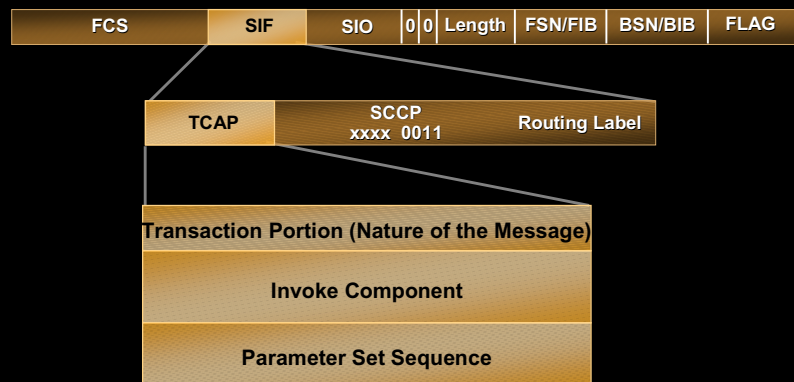 FCS SIF SIO 0 0 Length FSN/FIB BSN/BIB FLAG
TCAP
SCCP
xxxx 0011
Routing Label
Transaction Portion (Nature of the Message)
Invoke Component
Parameter Set Sequence